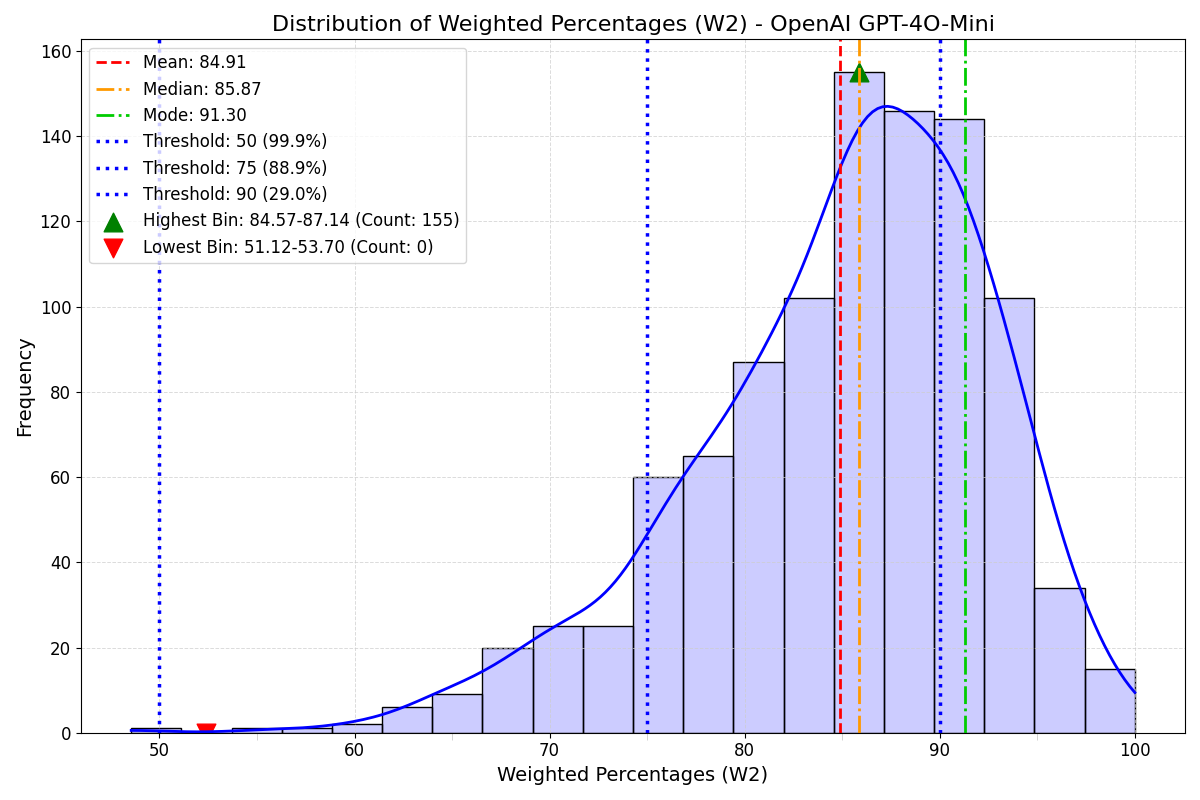 Distribution of Weighted Percentages (W2) - OpenAI GPT-4O-Mini
Mean: 84.91
Median: 85.87
Mode: 91.30
Threshold: 50 (99.9%)
Threshold: 75 (88.9%)
Threshold: 90 (29.0%)
Highest Bin: 84.57-87.14 (Count: 155)
Lowest Bin: 51.12-53.70 (Count: 0)
Frequency
160
140
120
100
80
60
40
20
0
50 60 70 80 90 100
Weighted Percentages (W2)